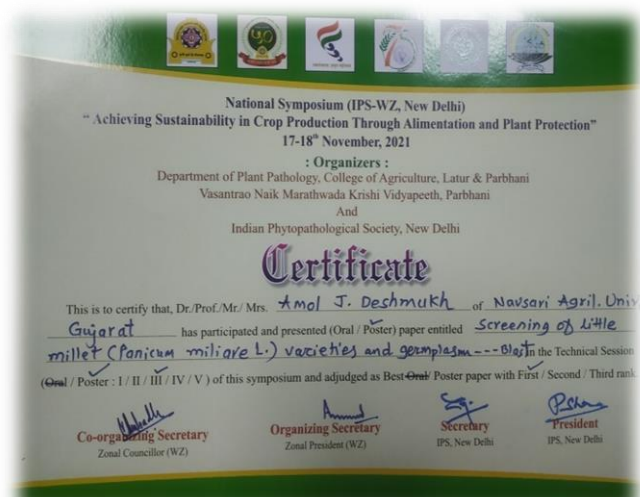 National Symposium (IPS-WZ, New Delhi)
" Achieving Sustainability in Crop Production Through Alimentation and Plant Protection"
17-18th November, 2021
: Organizers :
Department of Plant Pathology, College of Agriculture, Latur & Parbhani
Vasantrao Naik Marathwada Krishi Vidyapeeth, Parbhani
And
Indian Phytopathological Society, New Delhi
Certificate
This is to certify that, Dr./Prof./Mr./ Mrs. Amol J. Deshmukh of Navsari Agril. Uni
Gujarat has participated and presented (Oral / Poster) paper entitled Screening of little
millet (Panicum miliare L.) varieties and germplasm --- Blast in the Technical Session
(Oral / Poster : I / II / III / IV / V ) of this symposium and adjudged as Best Oral/ Poster paper with First / Second / Third rank.
Co-organizing Secretary Organizing Secretary Secretary President
Zonal Councillor (WZ) Zonal President (WZ) IPS, New Delhi IPS, New Delhi